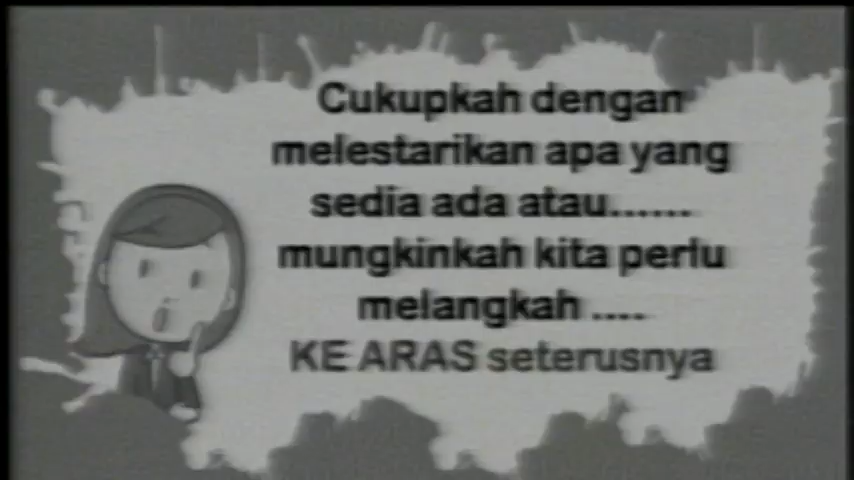 Cukupkah dengan
melestarikan apa yang
sedia ada atau......
mungkinkah kita perlu
melangkah ....
KE ARAS seterusnya